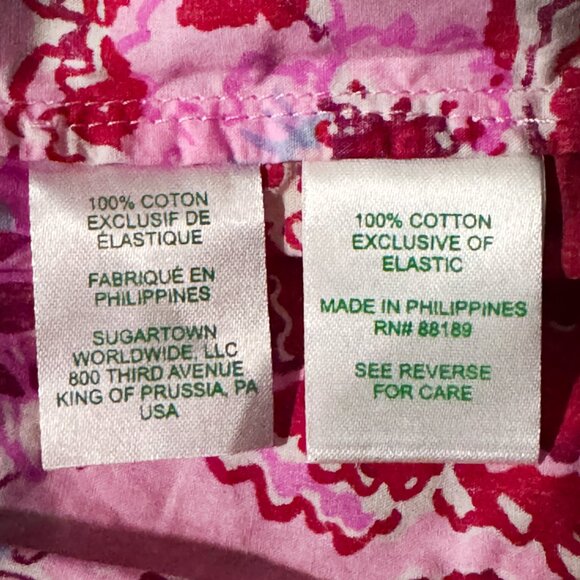 100% COTON
EXCLUSIF DE
ÉLASTIQUE
FABRIQUÉ EN
PHILIPPINES
SUGARTOWN
WORLDWIDE, LLC
800 THIRD AVENUE
KING OF PRUSSIA, PA
USA
100% COTTON
EXCLUSIVE OF
ELASTIC
MADE IN PHILIPPINES
RN# 88189
SEE REVERSE
FOR CARE